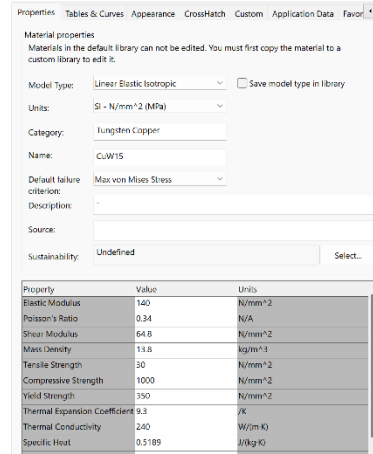 Properties Tables & Curves Appearance CrossHatch Custom Application Data Favor
Material properties
Materials in the default library can not be edited. You must first copy the material to a
custom library to edit it.
Model Type: Linear Elastic Isotropic Save model type in library
Units: SI - N/mm^2 (MPa)
Category: Tungsten Copper
Name: CuW15
Default failure criterion: Max von Mises Stress
Description: -
Source:
Sustainability: Undefined Select...
Property Value Units
Elastic Modulus 140 N/mm^2
Poisson's Ratio 0.34 N/A
Shear Modulus 64.8 N/mm^2
Mass Density 13.8 kg/m^3
Tensile Strength 30 N/mm^2
Compressive Strength 1000 N/mm^2
Yield Strength 350 N/mm^2
Thermal Expansion Coefficient 9.3 /K
Thermal Conductivity 240 W/(m·K)
Specific Heat 0.5189 J/(kg·K)